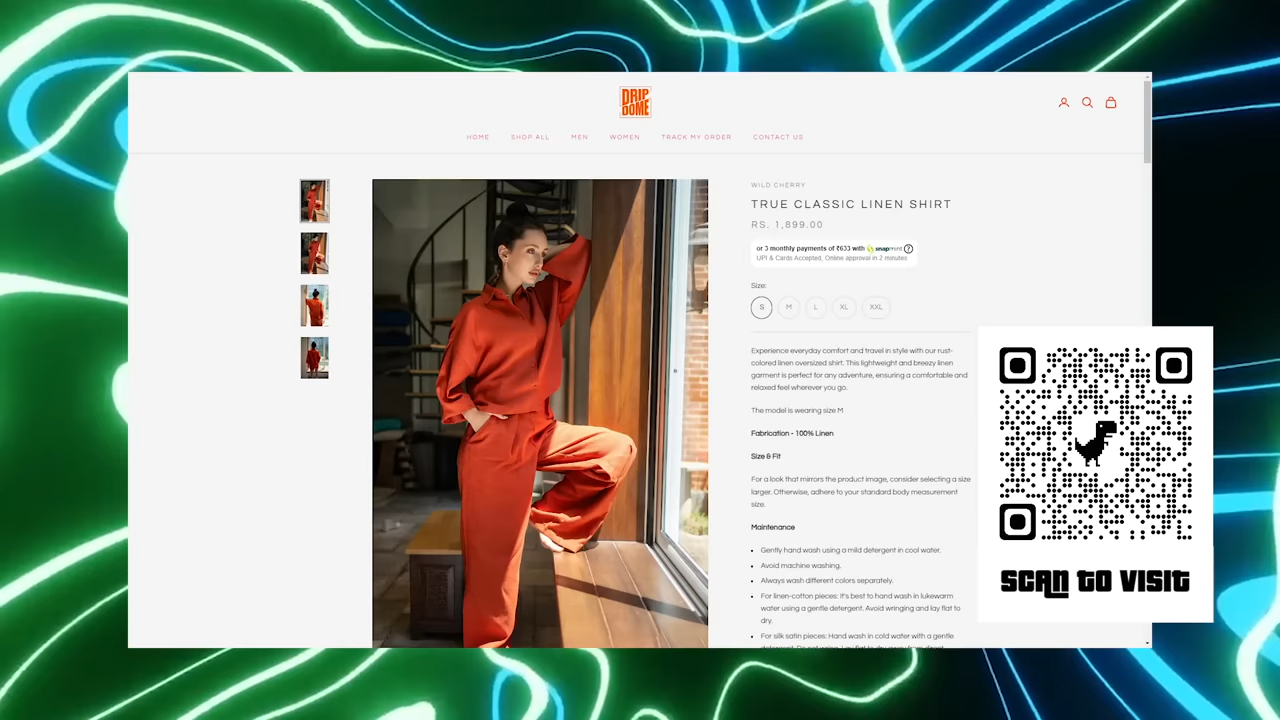 DRIP
DOME
HOME SHOP ALL MEN WOMEN TRACK MY ORDER CONTACT US
WILD CHERRY
TRUE CLASSIC LINEN SHIRT
RS. 1,899.00
or 3 monthly payments of ₹633 with snapmint ?
UPI & Cards Accepted, Online approval in 2 minutes
Size:
S M L XL XXL
Experience everyday comfort and travel in style with our rust-
colored linen oversized shirt. This lightweight and breezy linen
garment is perfect for any adventure, ensuring a comfortable and
relaxed feel wherever you go.
The model is wearing size M
Fabrication - 100% Linen
Size & Fit
For a look that mirrors the product image, consider selecting a size
larger. Otherwise, adhere to your standard body measurement
size.
Maintenance
• Gently hand wash using a mild detergent in cool water.
• Avoid machine washing.
• Always wash different colors separately.
• For linen-cotton pieces: It's best to hand wash in lukewarm
water using a gentle detergent. Avoid wringing and lay flat to
dry.
• For silk satin pieces: Hand wash in cold water with a gentle
SCAN TO VISIT